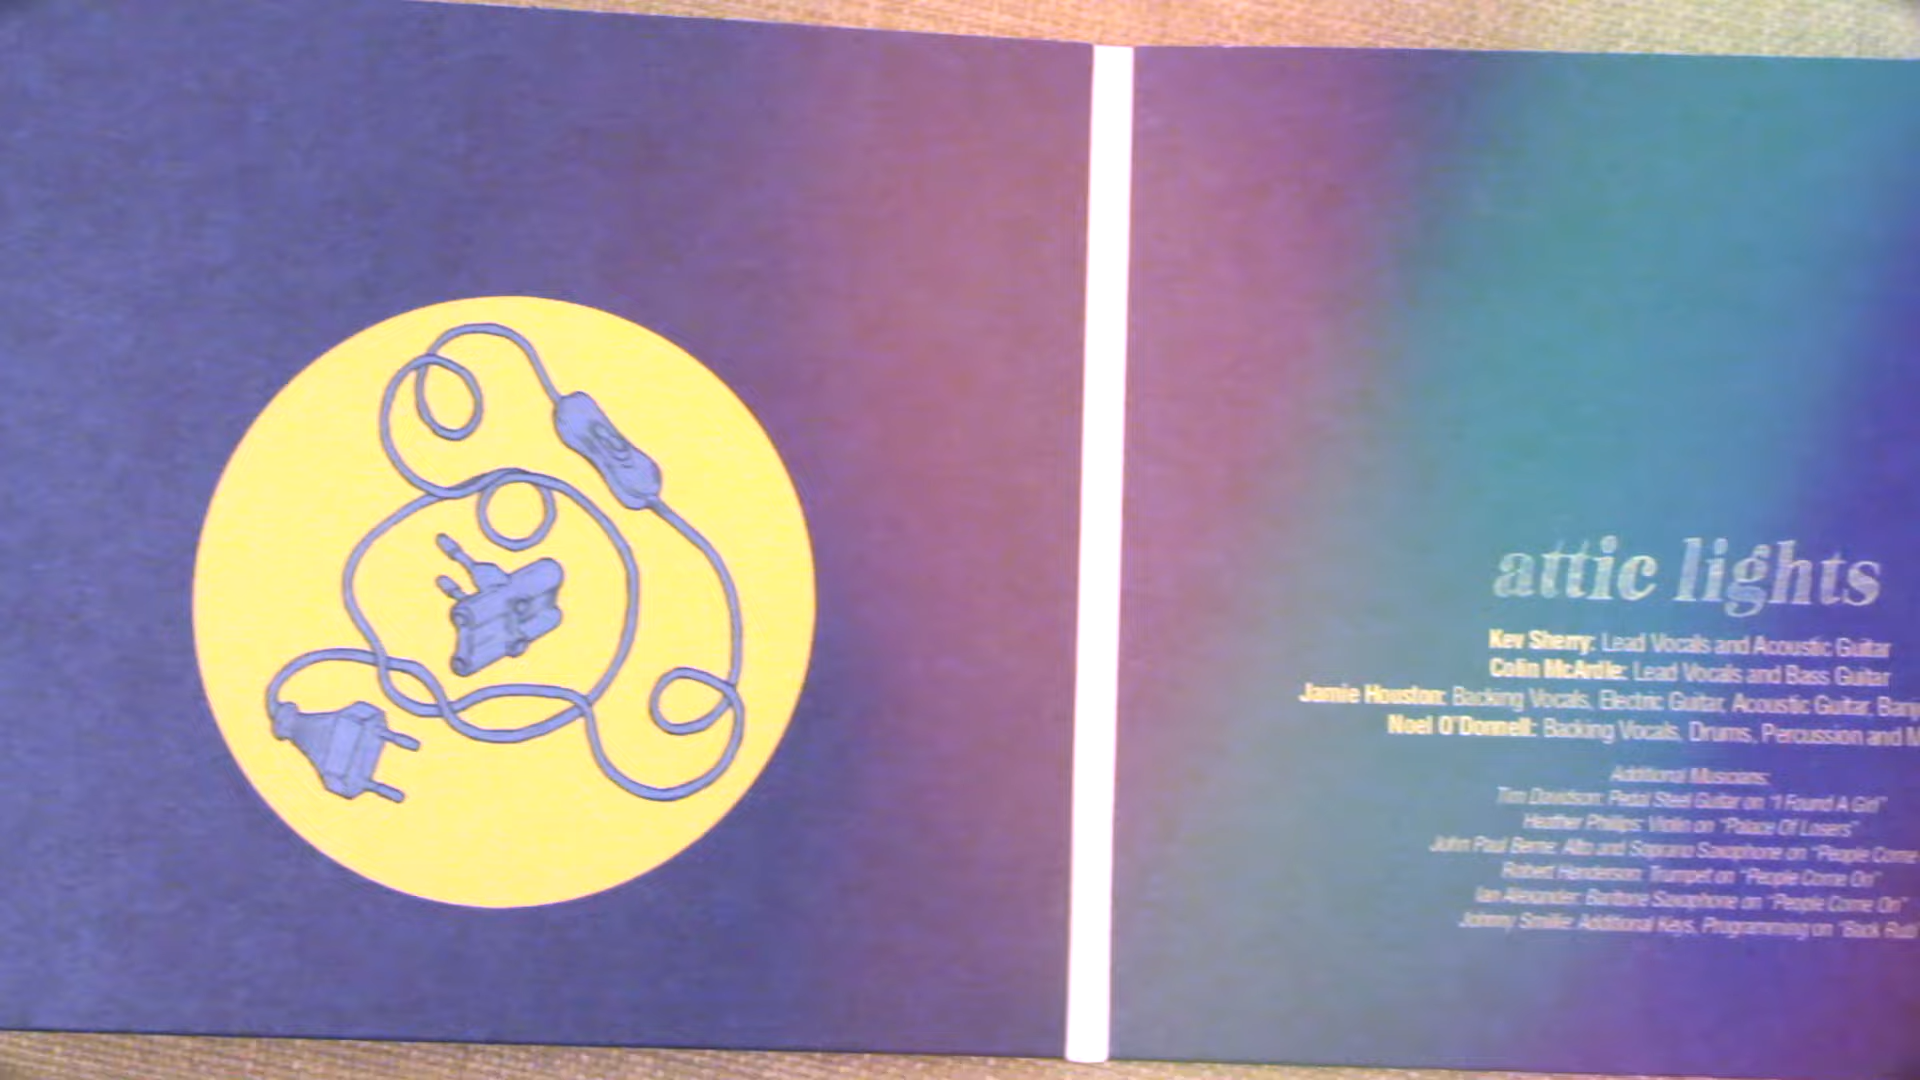 attic lights
Kev Sherry: Lead Vocals and Acoustic Guitar
Colin McArdle: Lead Vocals and Bass Guitar
Jamie Houston: Backing Vocals, Electric Guitar, Acoustic Guitar,
Noel O'Donnell: Backing Vocals, Drums, Percussion and
Additional Musicians:
Tim Davidson: Pedal Steel Guitar on "I Found A Girl"
Heather Phillips: Violin on "Palace Of Losers"
John Paul Berne: Alto and Soprano Saxophone on "People Come
Robert Henderson: Trumpet on "People Come On"
Ian Alexander: Baritone Saxophone on "People Come On"
Johnny Smillie: Additional Keys, Programming on "Back Rub"